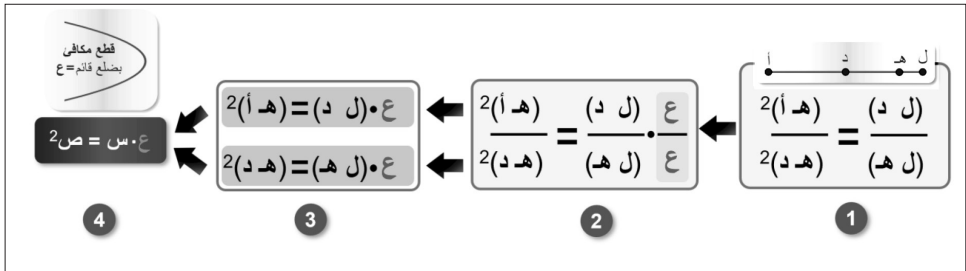 ل هـ د أ
(ل د) / (ل هـ) = (هـ أ)² / (هـ د)²
1
ع / ع • (ل د) / (ل هـ) = (هـ أ)² / (هـ د)²
2
ع•(ل د)=(هـ أ)²
ع•(ل هـ)=(هـ د)²
3
قطع مكافئ
بضلع قائم=ع
ع•س = ص²
4